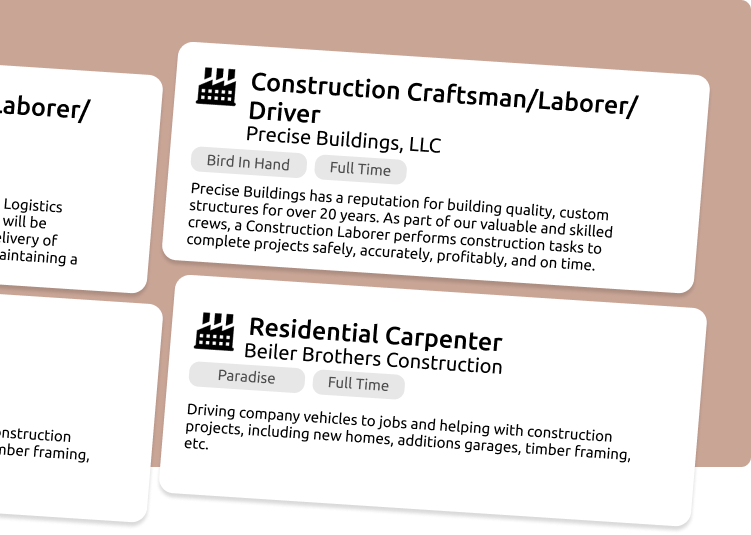 Laborer/
Logistics
will be
livery of
aintaining a
nstruction
nber framing,
Construction Craftsman/Laborer/
Driver
Precise Buildings, LLC
Bird In Hand
Full Time
Precise Buildings has a reputation for building quality, custom
structures for over 20 years. As part of our valuable and skilled
crews, a Construction Laborer performs construction tasks to
complete projects safely, accurately, profitably, and on time.
Residential Carpenter
Beiler Brothers Construction
Paradise
Full Time
Driving company vehicles to jobs and helping with construction
projects, including new homes, additions garages, timber framing,
etc.